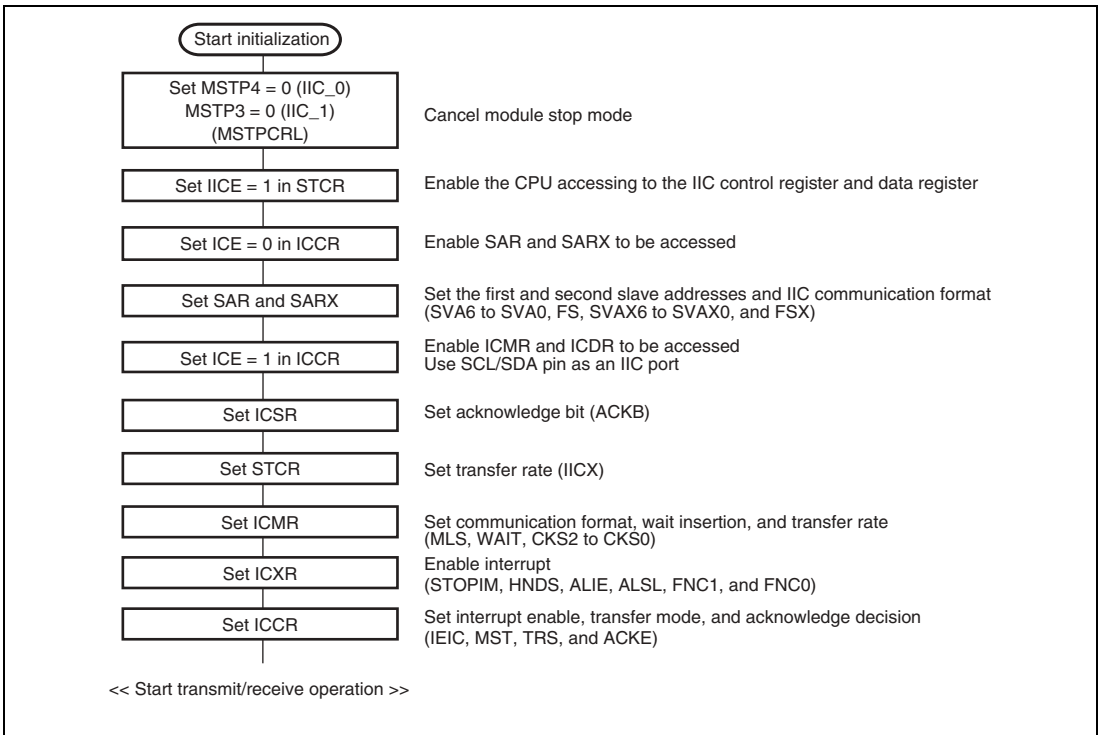 Start initialization
Set MSTP4 = 0 (IIC_0)
MSTP3 = 0 (IIC_1)
(MSTPCRL)
Cancel module stop mode
Set IICE = 1 in STCR
Enable the CPU accessing to the IIC control register and data register
Set ICE = 0 in ICCR
Enable SAR and SARX to be accessed
Set SAR and SARX
Set the first and second slave addresses and IIC communication format
(SVA6 to SVA0, FS, SVAX6 to SVAX0, and FSX)
Set ICE = 1 in ICCR
Enable ICMR and ICDR to be accessed
Use SCL/SDA pin as an IIC port
Set ICSR
Set acknowledge bit (ACKB)
Set STCR
Set transfer rate (IICX)
Set ICMR
Set communication format, wait insertion, and transfer rate
(MLS, WAIT, CKS2 to CKS0)
Set ICXR
Enable interrupt
(STOPIM, HNDS, ALIE, ALSL, FNC1, and FNC0)
Set ICCR
Set interrupt enable, transfer mode, and acknowledge decision
(IEIC, MST, TRS, and ACKE)
<< Start transmit/receive operation >>